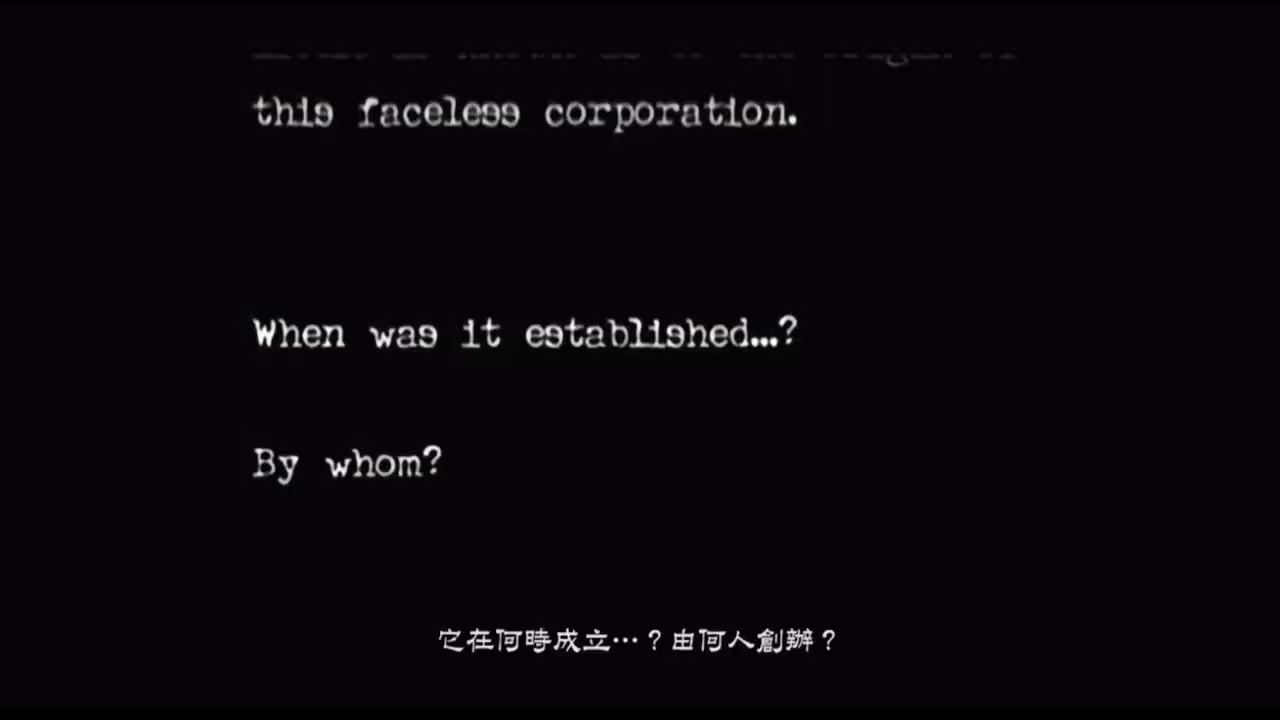 this faceless corporation.
When was it established...?
By whom?
它在何時成立…？由何人創辦？